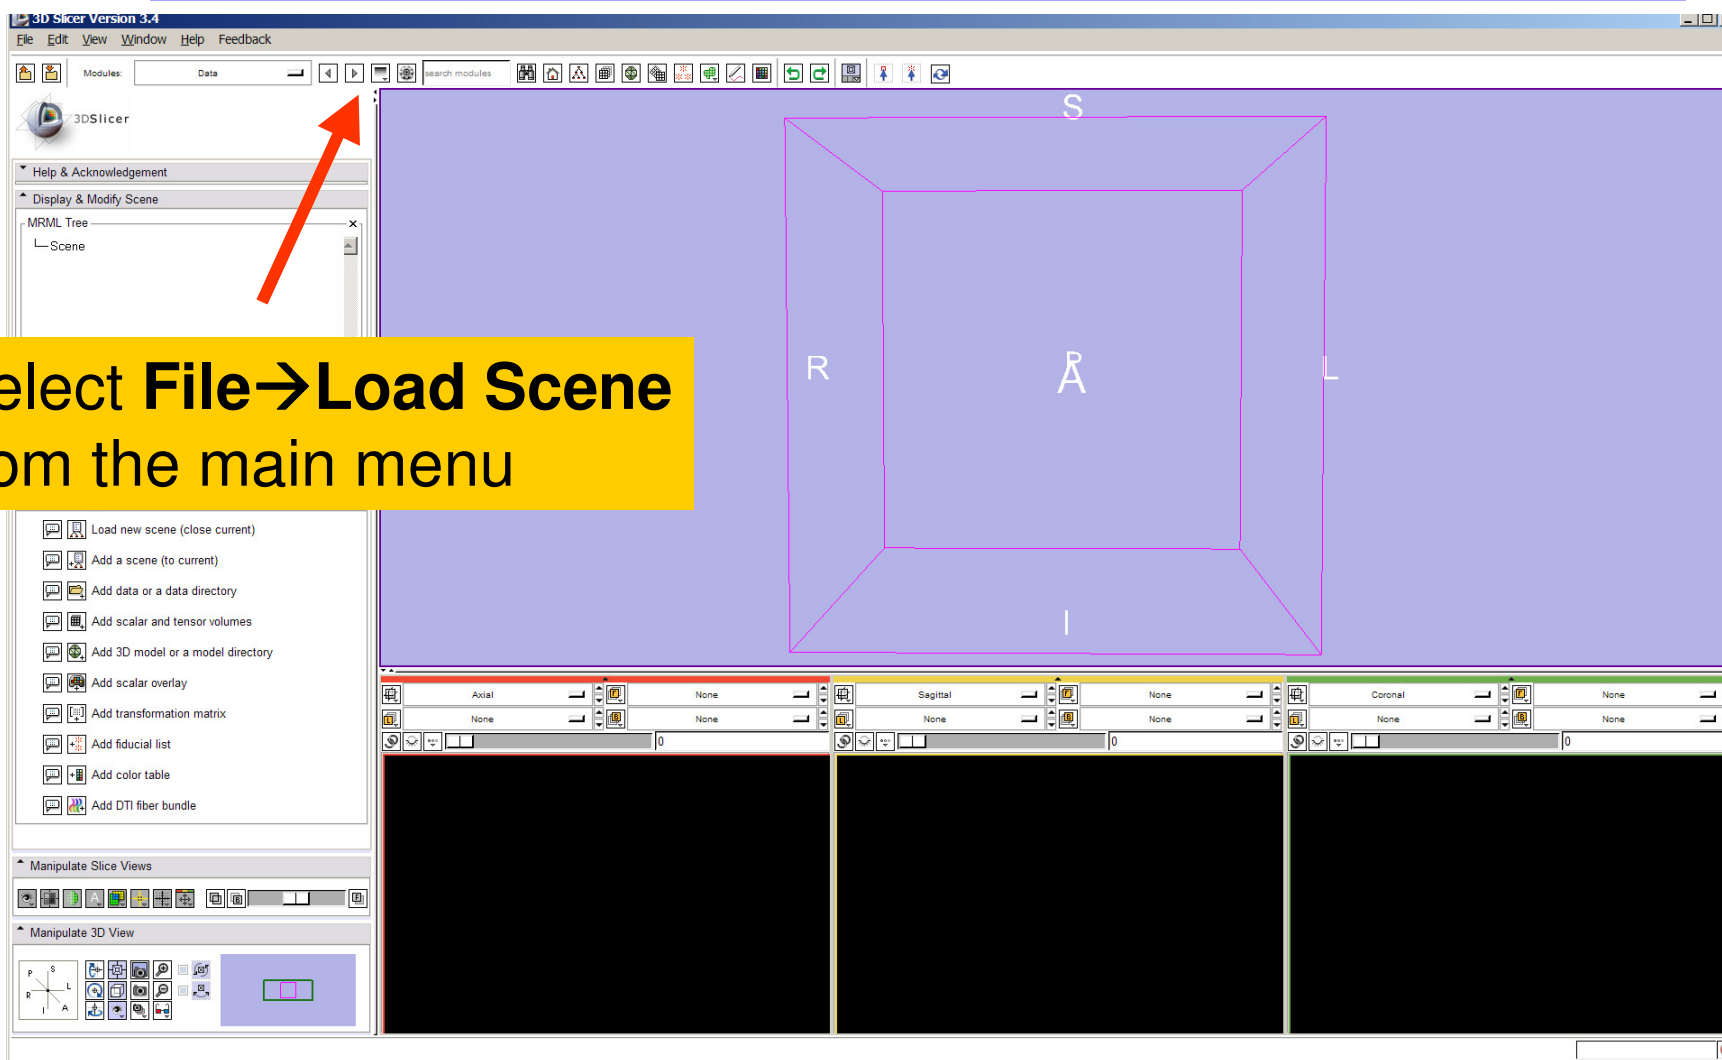 3D Slicer Version 3.4
File Edit View Window Help Feedback
Modules: Data search modules
3DSlicer
Help & Acknowledgement
Display & Modify Scene
MRML Tree
Scene
elect File→Load Scene
om the main menu
Load new scene (close current)
Add a scene (to current)
Add data or a data directory
Add scalar and tensor volumes
Add 3D model or a model directory
Add scalar overlay
Add transformation matrix
Add fiducial list
Add color table
Add DTI fiber bundle
Manipulate Slice Views
Manipulate 3D View
P S
R L
I A
S
R P A L
I
Axial None Sagittal None Coronal None
None None None None None None
0 0 0